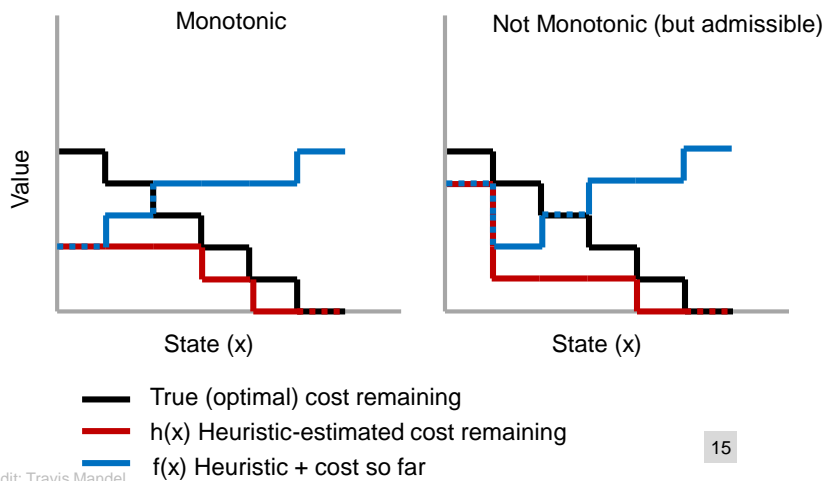 Monotonic
Not Monotonic (but admissible)
Value
State (x)
State (x)
True (optimal) cost remaining
h(x) Heuristic-estimated cost remaining
f(x) Heuristic + cost so far
15
dit: Travis Mandel